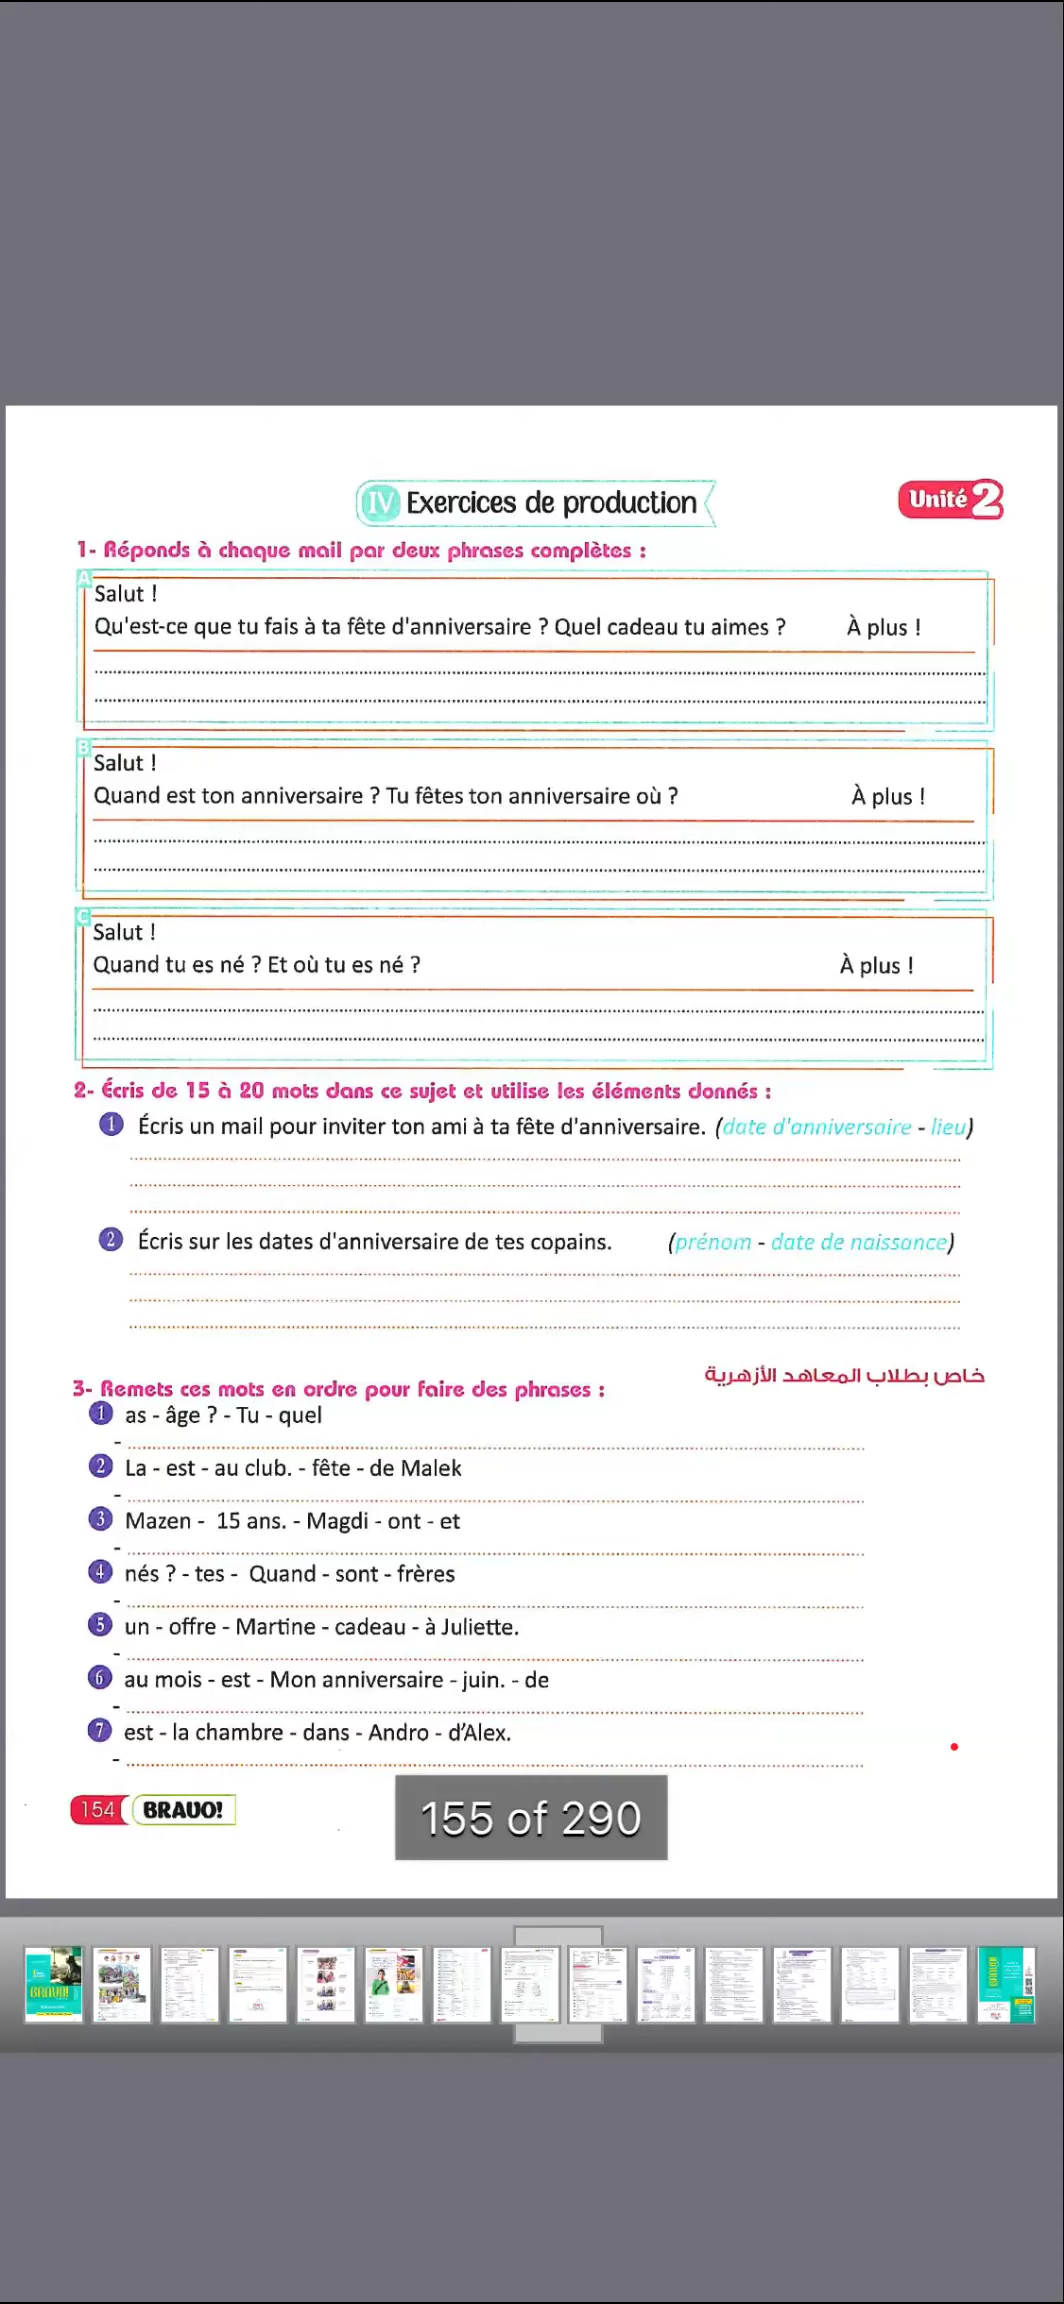 IV Exercices de production
Unité 2
1- Réponds à chaque mail par deux phrases complètes :
A
Salut !
Qu'est-ce que tu fais à ta fête d'anniversaire ? Quel cadeau tu aimes ? À plus !
B
Salut !
Quand est ton anniversaire ? Tu fêtes ton anniversaire où ? À plus !
C
Salut !
Quand tu es né ? Et où tu es né ? À plus !
2- Écris de 15 à 20 mots dans ce sujet et utilise les éléments donnés :
1 Écris un mail pour inviter ton ami à ta fête d'anniversaire. (date d'anniversaire - lieu)
2 Écris sur les dates d'anniversaire de tes copains. (prénom - date de naissance)
خاص بطلاب المعاهد الأزهرية
3- Remets ces mots en ordre pour faire des phrases :
1 as - âge ? - Tu - quel
-
2 La - est - au club. - fête - de Malek
-
3 Mazen - 15 ans. - Magdi - ont - et
-
4 nés ? - tes - Quand - sont - frères
-
5 un - offre - Martine - cadeau - à Juliette.
-
6 au mois - est - Mon anniversaire - juin. - de
-
7 est - la chambre - dans - Andro - d'Alex.
-
154 BRAVO!
155 of 290
BRAVO!